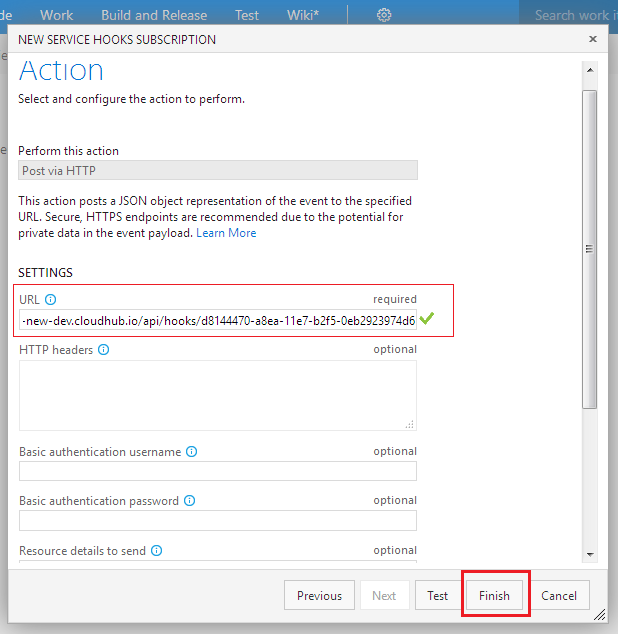 de Work Build and Release Test Wiki* Search work it
NEW SERVICE HOOKS SUBSCRIPTION
Action
Select and configure the action to perform.
Perform this action
Post via HTTP
This action posts a JSON object representation of the event to the specified
URL. Secure, HTTPS endpoints are recommended due to the potential for
private data in the event payload. Learn More
SETTINGS
URL required
-new-dev.cloudhub.io/api/hooks/d8144470-a8ea-11e7-b2f5-0eb2923974d6
HTTP headers optional
Basic authentication username optional
Basic authentication password optional
Resource details to send optional
Previous Next Test Finish Cancel